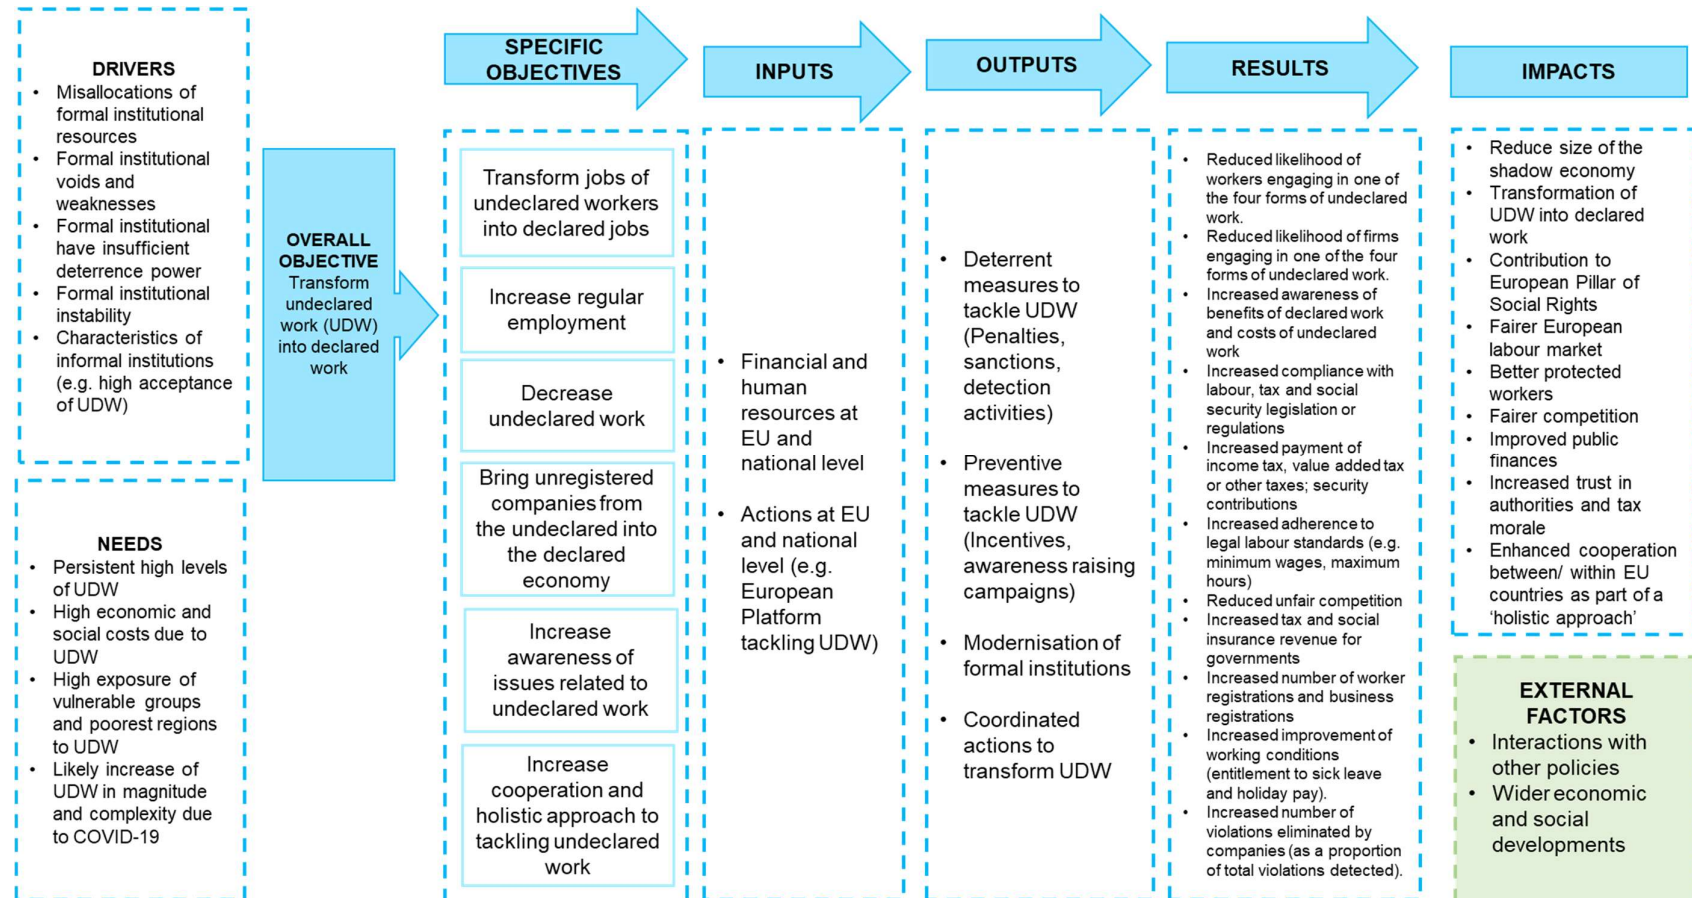 DRIVERS
• Misallocations of
formal institutional
resources
• Formal institutional
voids and
weaknesses
• Formal institutional
have insufficient
deterrence power
• Formal institutional
instability
• Characteristics of
informal institutions
(e.g. high acceptance
of UDW)
NEEDS
• Persistent high levels
of UDW
• High economic and
social costs due to
UDW
• High exposure of
vulnerable groups
and poorest regions
to UDW
• Likely increase of
UDW in magnitude
and complexity due
to COVID-19
OVERALL
OBJECTIVE
Transform
undeclared
work (UDW)
into declared
work
SPECIFIC
OBJECTIVES
Transform jobs of
undeclared workers
into declared jobs
Increase regular
employment
Decrease
undeclared work
Bring unregistered
companies from
the undeclared into
the declared
economy
Increase
awareness of
issues related to
undeclared work
Increase
cooperation and
holistic approach to
tackling undeclared
work
INPUTS
• Financial and
human
resources at
EU and
national level
• Actions at EU
and national
level (e.g.
European
Platform
tackling UDW)
OUTPUTS
• Deterrent
measures to
tackle UDW
(Penalties,
sanctions,
detection
activities)
• Preventive
measures to
tackle UDW
(Incentives,
awareness raising
campaigns)
• Modernisation of
formal institutions
• Coordinated
actions to
transform UDW
RESULTS
• Reduced likelihood of
workers engaging in one of
the four forms of undeclared
work.
• Reduced likelihood of firms
engaging in one of the four
forms of undeclared work.
• Increased awareness of
benefits of declared work
and costs of undeclared
work
• Increased compliance with
labour, tax and social
security legislation or
regulations
• Increased payment of
income tax, value added tax
or other taxes; security
contributions
• Increased adherence to
legal labour standards (e.g.
minimum wages, maximum
hours)
• Reduced unfair competition
• Increased tax and social
insurance revenue for
governments
• Increased number of worker
registrations and business
registrations
• Increased improvement of
working conditions
(entitlement to sick leave
and holiday pay).
• Increased number of
violations eliminated by
companies (as a proportion
of total violations detected).
IMPACTS
• Reduce size of the
shadow economy
• Transformation of
UDW into declared
work
• Contribution to
European Pillar of
Social Rights
• Fairer European
labour market
• Better protected
workers
• Fairer competition
• Improved public
finances
• Increased trust in
authorities and tax
morale
• Enhanced cooperation
between/ within EU
countries as part of a
‘holistic approach’
EXTERNAL
FACTORS
• Interactions with
other policies
• Wider economic
and social
developments